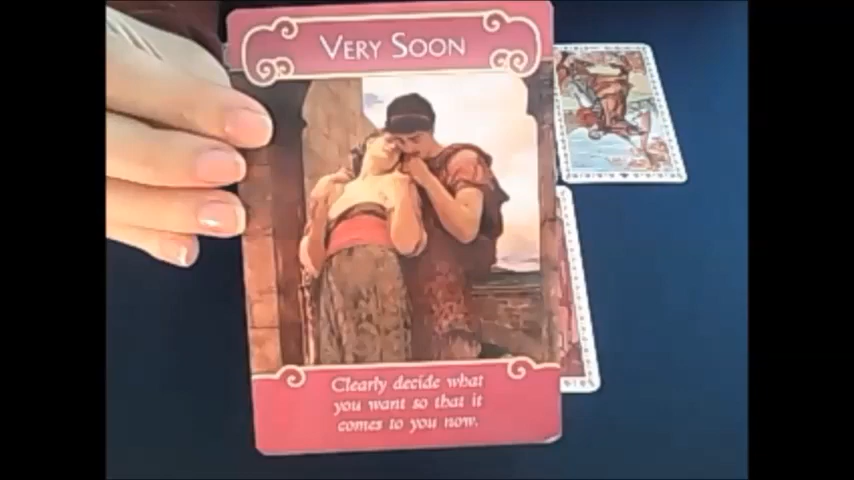 VERY SOON
Clearly decide what
you want so that it
comes to you now.